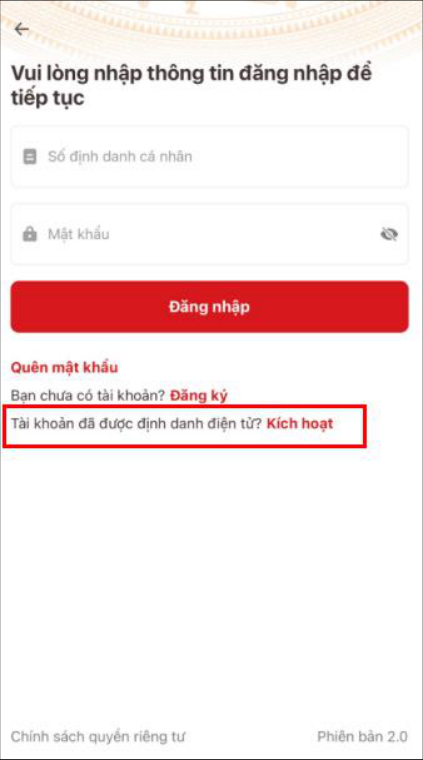 Vui lòng nhập thông tin đăng nhập để
tiếp tục
Số định danh cá nhân
Mật khẩu
Đăng nhập
Quên mật khẩu
Bạn chưa có tài khoản? Đăng ký
Tài khoản đã được định danh điện tử? Kích hoạt
Chính sách quyền riêng tư
Phiên bản 2.0